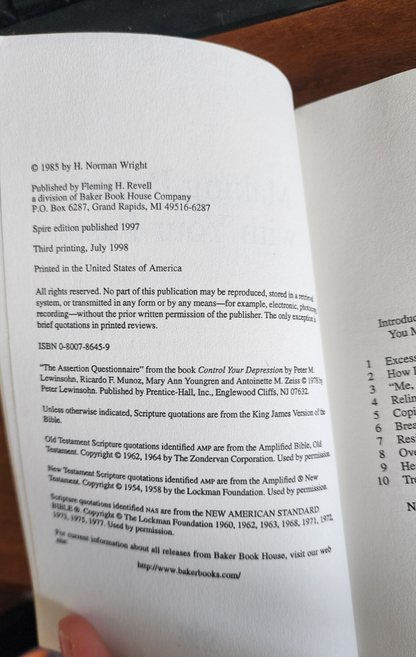 © 1985 by H. Norman Wright
Published by Fleming H. Revell
a division of Baker Book House Company
P.O. Box 6287, Grand Rapids, MI 49516-6287
Spire edition published 1997
Third printing, July 1998
Printed in the United States of America
All rights reserved. No part of this publication may be reproduced, stored in a retrieval
system, or transmitted in any form or by any means—for example, electronic,
recording—without the prior written permission of the publisher. The only
brief quotations in printed reviews.
ISBN 0-8007-8645-9
"The Assertion Questionnaire" from the book Control Your Depression by Peter M.
Lewinsohn, Ricardo F. Munoz, Mary Ann Youngren and Antoinette M. Zeiss © 1978 by
Peter Lewinsohn. Published by Prentice-Hall, Inc., Englewood Cliffs, NJ 07632.
Unless otherwise indicated, Scripture quotations are from the King James Version of the
Bible.
Old Testament Scripture quotations identified AMP are from the Amplified Bible, Old
Testament. Copyright © 1962, 1964 by The Zondervan Corporation. Used by permission.
New Testament Scripture quotations identified AMP are from the Amplified ® New
Testament. Copyright © 1954, 1958 by the Lockman Foundation. Used by permission.
Scripture quotations identified NAS are from the NEW AMERICAN STANDARD
BIBLE ®. Copyright © The Lockman Foundation 1960, 1962, 1963, 1968, 1971, 1972,
1973, 1975, 1977. Used by permission.
For current information about all releases from Baker Book House, visit our web
site:
http://www.bakerbooks.com/
Introduc
You M
1 Excess
2 How I
3 "Me,
4 Relin
5 Copi
6 Brea
7 Res
8 Ove
9 He
10 Tr
N